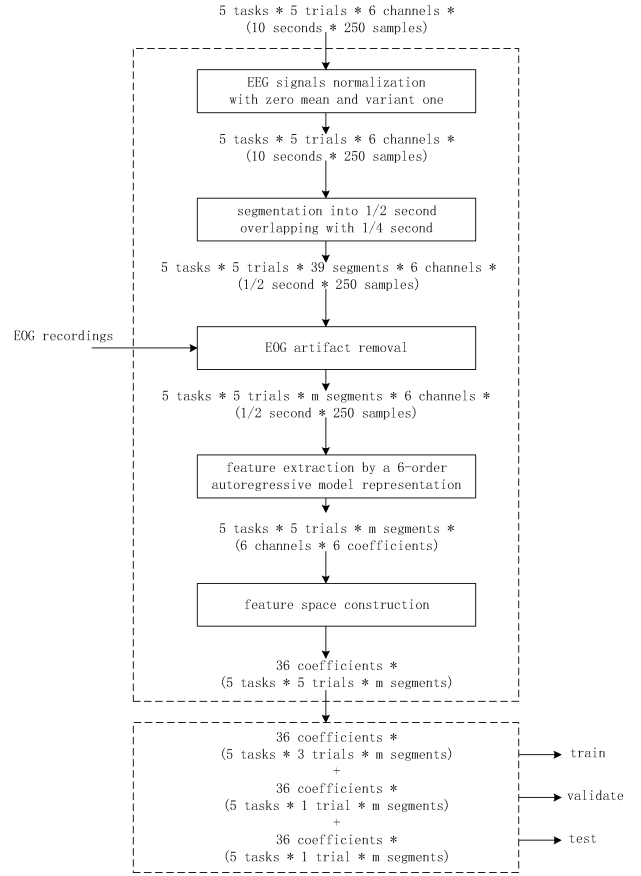 5 tasks * 5 trials * 6 channels *
(10 seconds * 250 samples)
EEG signals normalization
with zero mean and variant one
5 tasks * 5 trials * 6 channels *
(10 seconds * 250 samples)
segmentation into 1/2 second
overlapping with 1/4 second
5 tasks * 5 trials * 39 segments * 6 channels *
(1/2 second * 250 samples)
EOG recordings
EOG artifact removal
5 tasks * 5 trials * m segments * 6 channels *
(1/2 second * 250 samples)
feature extraction by a 6-order
autoregressive model representation
5 tasks * 5 trials * m segments *
(6 channels * 6 coefficients)
feature space construction
36 coefficients *
(5 tasks * 5 trials * m segments)
36 coefficients *
(5 tasks * 3 trials * m segments)
train
+
36 coefficients *
(5 tasks * 1 trial * m segments)
validate
+
36 coefficients *
(5 tasks * 1 trial * m segments)
test